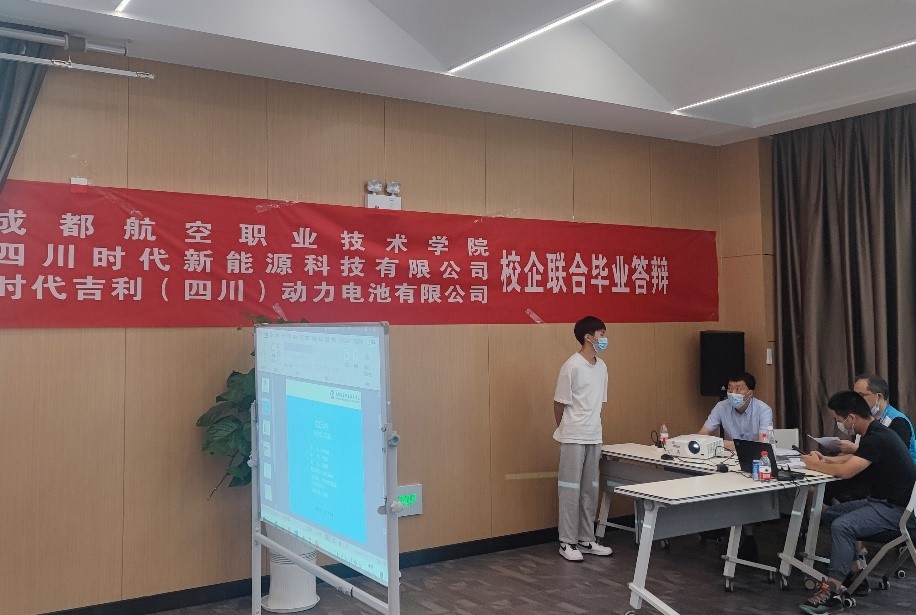 成都航空职业技术学院
四川时代新能源科技有限公司
时代吉利（四川）动力电池有限公司
校企联合毕业答辩